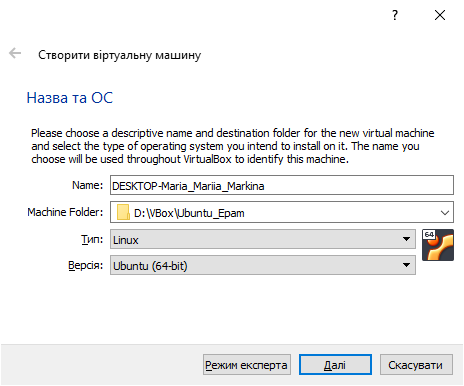 ?
Створити віртуальну машину
Назва та ОС
Please choose a descriptive name and destination folder for the new virtual machine
and select the type of operating system you intend to install on it. The name you
choose will be used throughout VirtualBox to identify this machine.
Name: DESKTOP-Maria_Mariia_Markina
Machine Folder: D:\VBox\Ubuntu_Epam
Тип: Linux
64
Версія: Ubuntu (64-bit)
Режим експерта Далі Скасувати